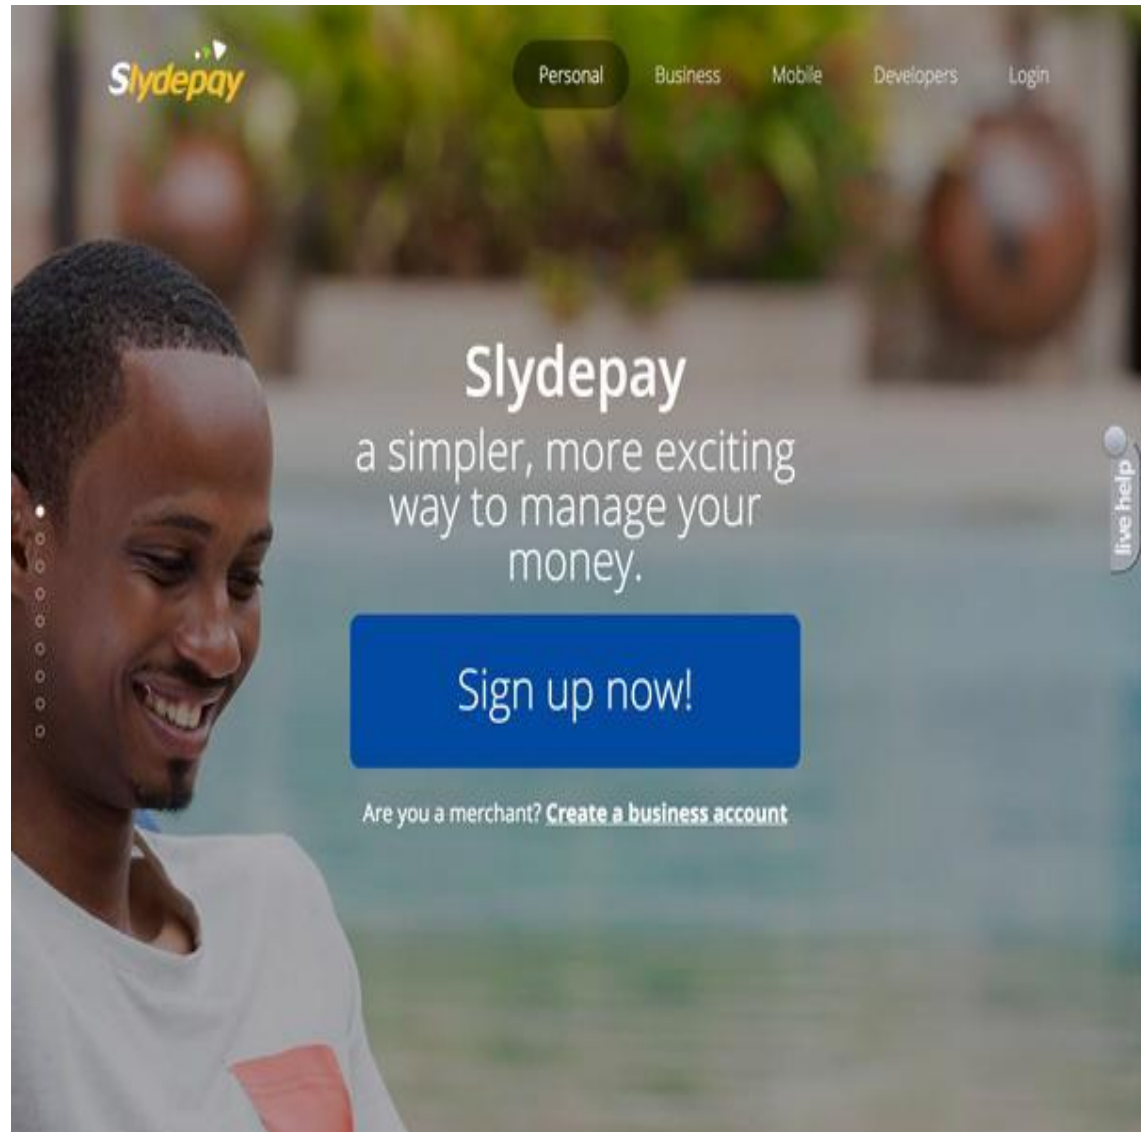 Slydepay
Personal
Business
Mobile
Developers
Login
Slydepay
a simpler, more exciting
way to manage your
money.
Sign up now!
Are you a merchant? Create a business account
live help